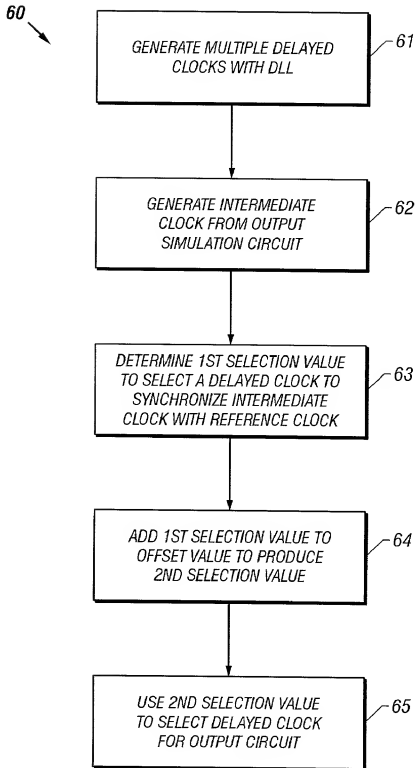 60
GENERATE MULTIPLE DELAYED
CLOCKS WITH DLL
61
GENERATE INTERMEDIATE
CLOCK FROM OUTPUT
SIMULATION CIRCUIT
62
DETERMINE 1ST SELECTION VALUE
TO SELECT A DELAYED CLOCK TO
SYNCHRONIZE INTERMEDIATE
CLOCK WITH REFERENCE CLOCK
63
ADD 1ST SELECTION VALUE TO
OFFSET VALUE TO PRODUCE
2ND SELECTION VALUE
64
USE 2ND SELECTION VALUE
TO SELECT DELAYED CLOCK
FOR OUTPUT CIRCUIT
65